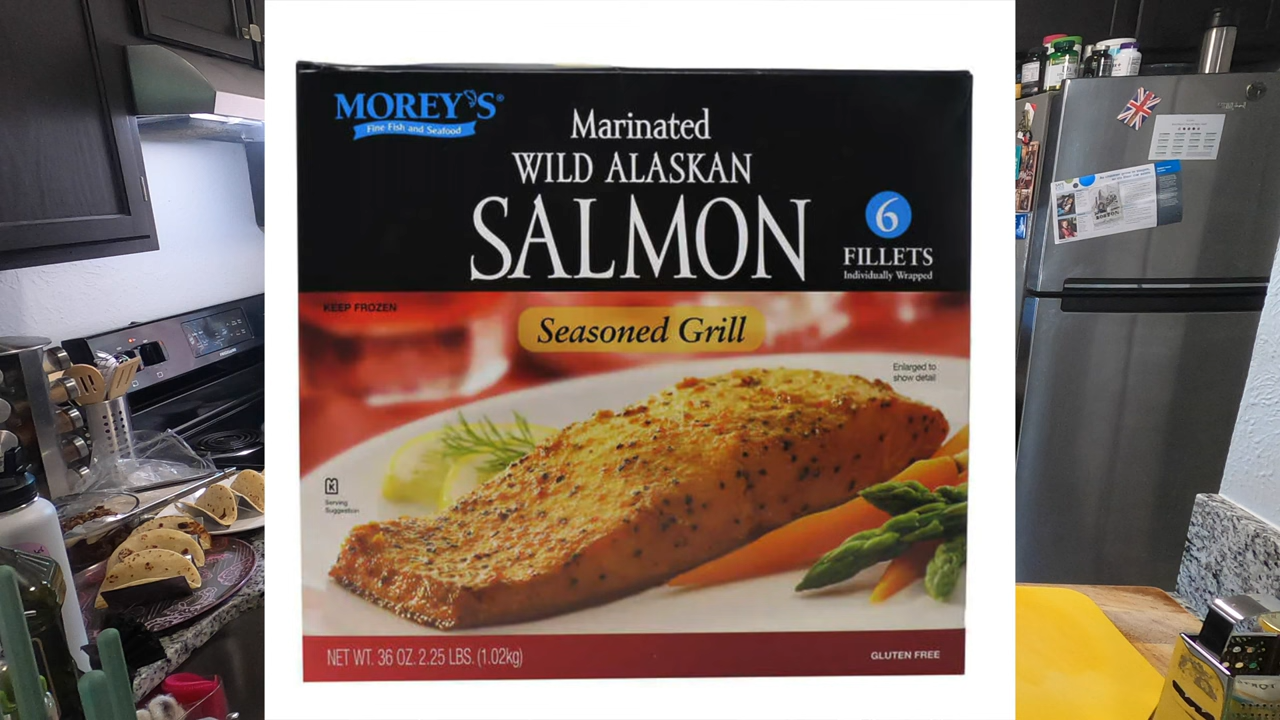 MOREY'S®
Fine Fish and Seafood
Marinated
WILD ALASKAN
SALMON
6
FILLETS
Individually Wrapped
KEEP FROZEN
Seasoned Grill
Enlarged to
show detail
K
Serving
Suggestion
NET WT. 36 OZ. 2.25 LBS. (1.02kg)
GLUTEN FREE